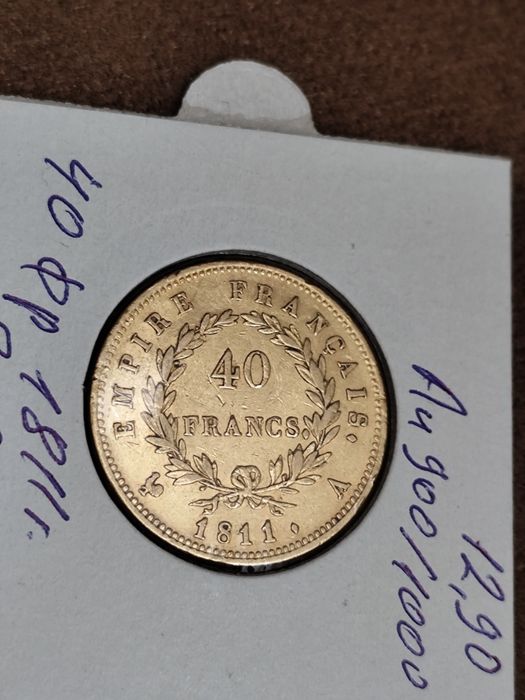 40 фр 1811г.
EMPIRE FRANÇAIS.
40
FRANCS.
1811
A
Au 900/1000
12,90